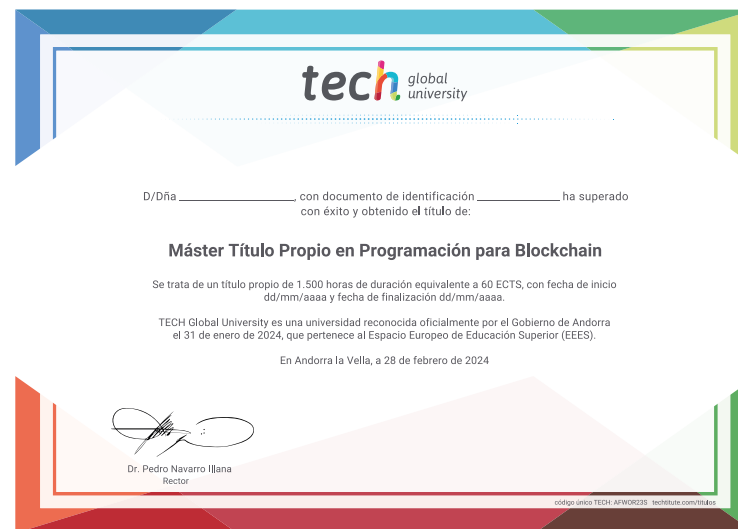 tech global
university
D/Dña ______________, con documento de identificación __________ ha superado
con éxito y obtenido el título de:
Máster Título Propio en Programación para Blockchain
Se trata de un título propio de 1.500 horas de duración equivalente a 60 ECTS, con fecha de inicio
dd/mm/aaaa y fecha de finalización dd/mm/aaaa.
TECH Global University es una universidad reconocida oficialmente por el Gobierno de Andorra
el 31 de enero de 2024, que pertenece al Espacio Europeo de Educación Superior (EEES).
En Andorra la Vella, a 28 de febrero de 2024
Dr. Pedro Navarro Illana
Rector
código único TECH: AFWOR23S techtitute.com/titulos